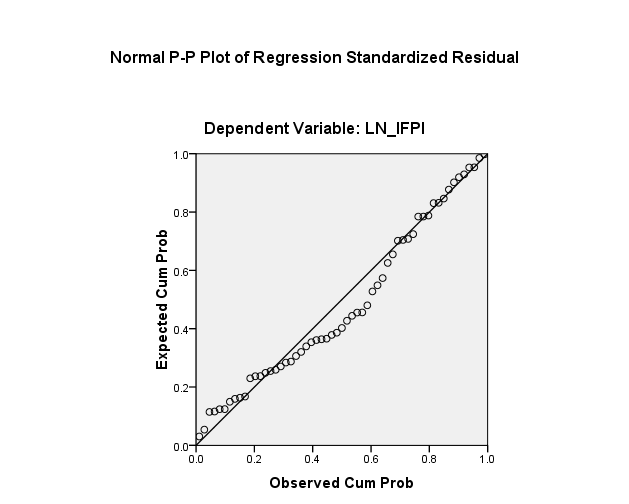 Normal P-P Plot of Regression Standardized Residual
Dependent Variable: LN_IFPI
1.0
0.8
0.6
0.4
0.2
0.0
Expected Cum Prob
0.0 0.2 0.4 0.6 0.8 1.0
Observed Cum Prob